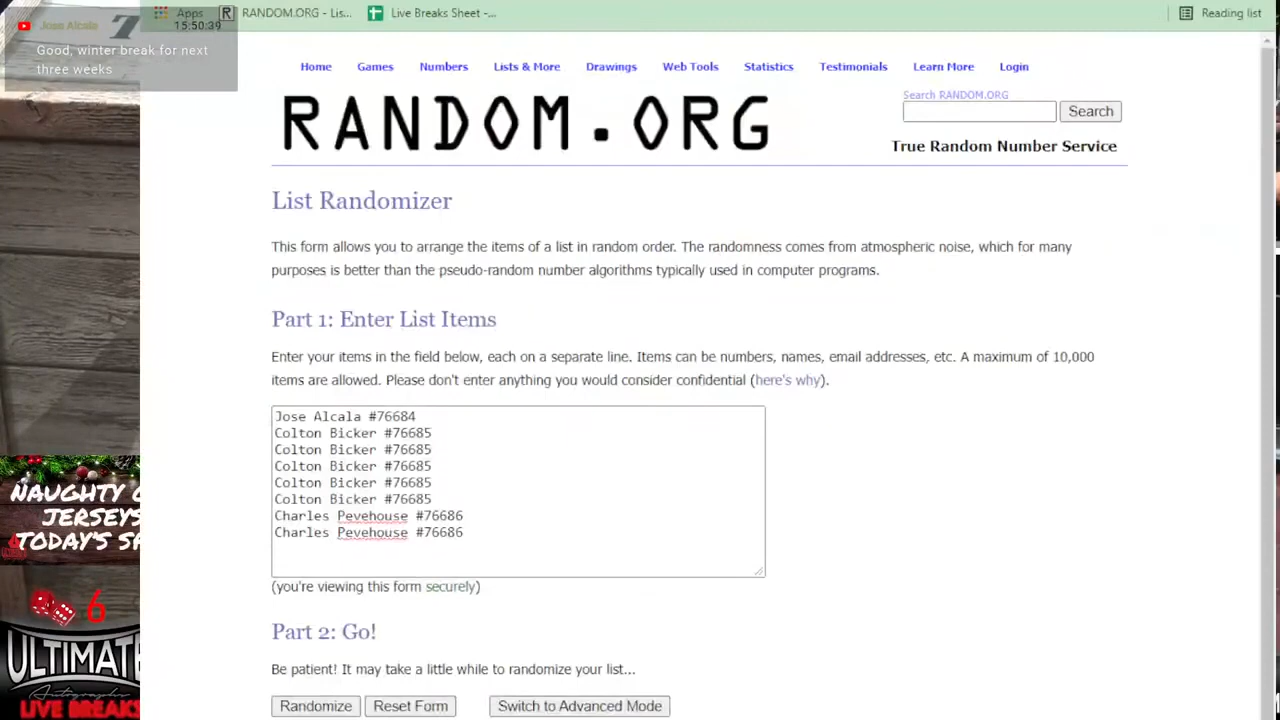 Apps
RANDOM.ORG - Lis...
Live Breaks Sheet -...
Reading list
Jose Alcala
15:50:39
Good, winter break for next
three weeks
Home Games Numbers Lists & More Drawings Web Tools Statistics Testimonials Learn More Login
RANDOM.ORG
Search RANDOM.ORG
Search
True Random Number Service
List Randomizer
This form allows you to arrange the items of a list in random order. The randomness comes from atmospheric noise, which for many
purposes is better than the pseudo-random number algorithms typically used in computer programs.
Part 1: Enter List Items
Enter your items in the field below, each on a separate line. Items can be numbers, names, email addresses, etc. A maximum of 10,000
items are allowed. Please don't enter anything you would consider confidential (here's why).
Jose Alcala #76684
Colton Bicker #76685
Colton Bicker #76685
Colton Bicker #76685
Colton Bicker #76685
Colton Bicker #76685
Charles Pevehouse #76686
Charles Pevehouse #76686
(you're viewing this form securely)
Part 2: Go!
Be patient! It may take a little while to randomize your list...
Randomize Reset Form Switch to Advanced Mode
NAUGHTY
JERSEYS
TODAY'S
6
ULTIMATE
Autographs
LIVE BREAKS